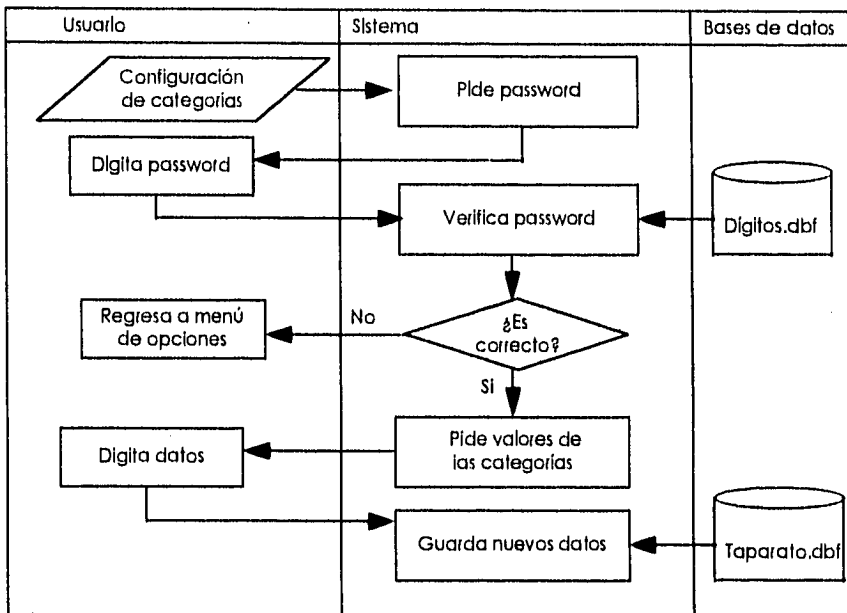 Usuario
Sistema
Bases de datos
Configuración
de categorias
Pide password
Digita password
Verifica password
Dígitos.dbf
Regresa a menú
de opciones
No
¿Es
correcto?
Si
Digita datos
Pide valores de
las categorías
Guarda nuevos datos
Taparato.dbf